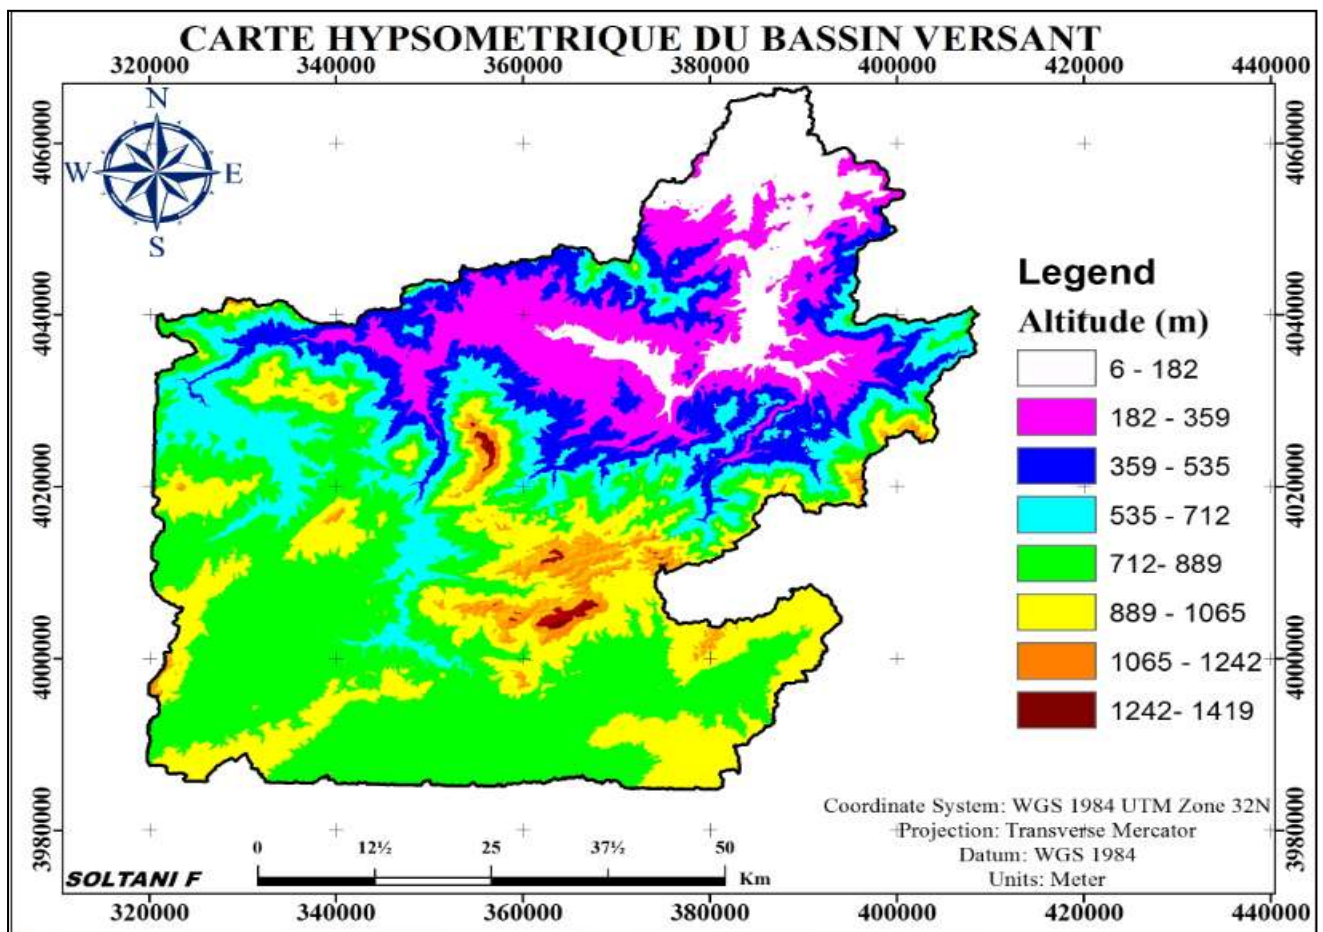 CARTE HYPSOMETRIQUE DU BASSIN VERSANT
320000 340000 360000 380000 400000 420000 440000
N
W E
S
4060000 4060000
4040000 4040000
4020000 4020000
4000000 4000000
3980000 3980000
Legend
Altitude (m)
6 - 182
182 - 359
359 - 535
535 - 712
712- 889
889 - 1065
1065 - 1242
1242- 1419
Coordinate System: WGS 1984 UTM Zone 32N
Projection: Transverse Mercator
Datum: WGS 1984
Units: Meter
0 12½ 25 37½ 50
Km
SOLTANI F
320000 340000 360000 380000 400000 420000 440000